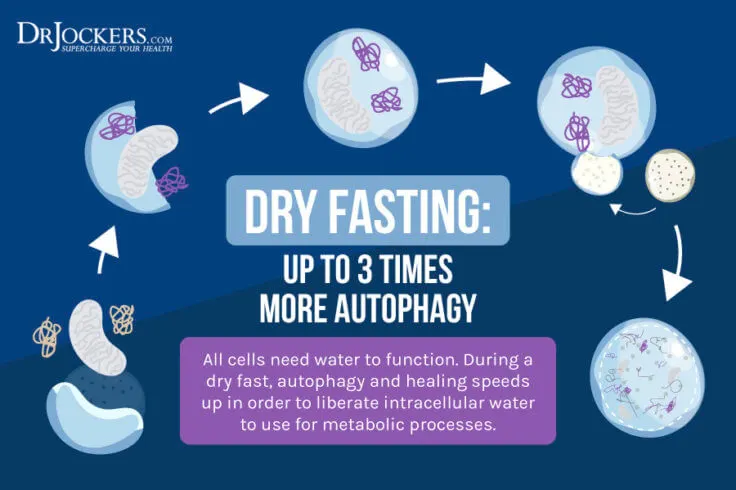 DRJOCKERS.COM
SUPERCHARGE YOUR HEALTH
DRY FASTING:
UP TO 3 TIMES
MORE AUTOPHAGY
All cells need water to function. During a
dry fast, autophagy and healing speeds
up in order to liberate intracellular water
to use for metabolic processes.